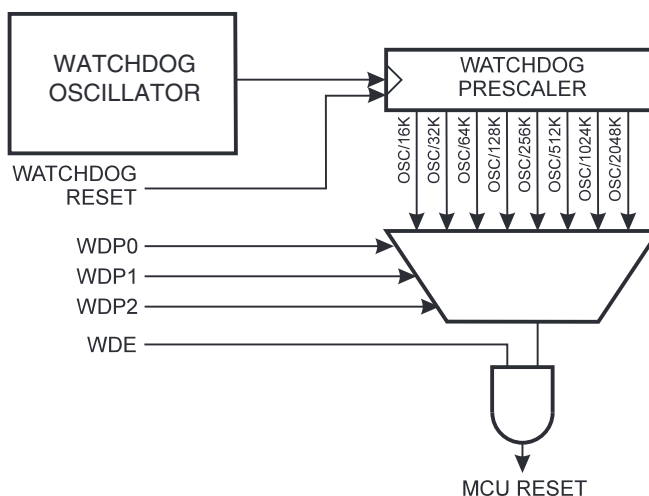 WATCHDOG
OSCILLATOR
WATCHDOG
PRESCALER
WATCHDOG
RESET
OSC/16K
OSC/32K
OSC/64K
OSC/128K
OSC/256K
OSC/512K
OSC/1024K
OSC/2048K
WDP0
WDP1
WDP2
WDE
MCU RESET